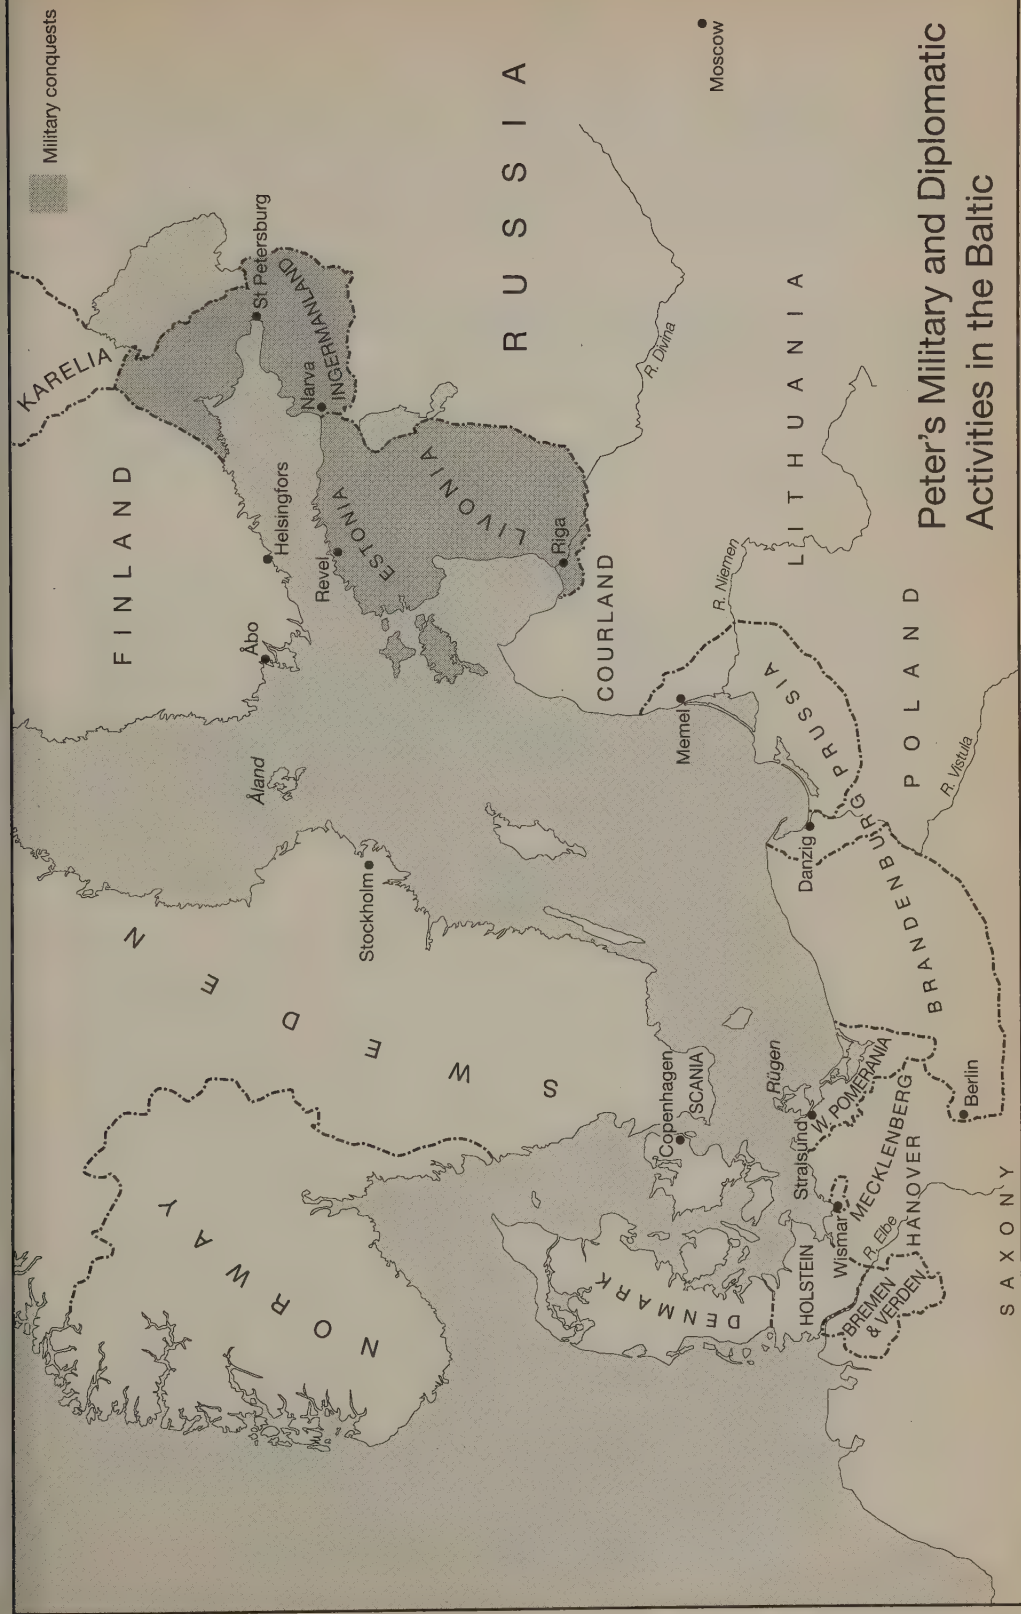 Military conquests
KARELIA
FINLAND
St Petersburg
INGERMANLAND
Narva
Helsingfors
Revel
ESTONIA
LIVONIA
Riga
RUSSIA
Moscow
R. Divina
Åbo
Åland
COURLAND
LITHUANIA
R. Niemen
Memel
POLAND
R. Vistula
Danzig
BRANDENBURG PRUSSIA
Stockholm
SWEDEN
NORWAY
Copenhagen
SCANIA
Rügen
Stralsund
W. POMERANIA
Berlin
MECKLENBERG
HANOVER
Wismar
R. Elbe
HOLSTEIN
DENMARK
BREMEN
& VERDEN
SAXONY
Peter's Military and Diplomatic
Activities in the Baltic